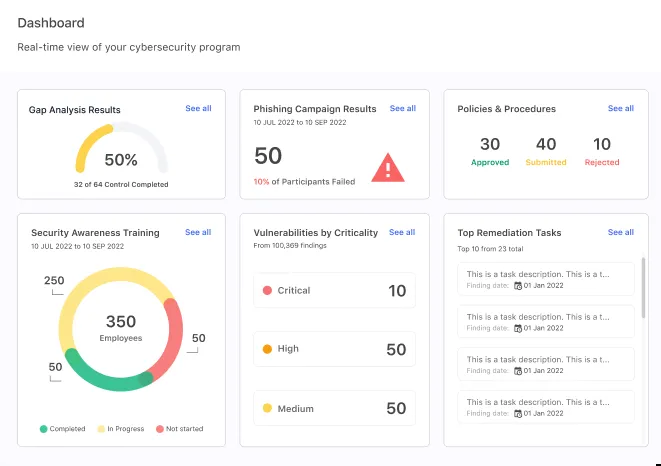 Dashboard
Real-time view of your cybersecurity program
Gap Analysis Results
See all
50%
32 of 64 Control Completed
Phishing Campaign Results
See all
10 JUL 2022 to 10 SEP 2022
50
10% of Participants Failed
Policies & Procedures
See all
30
40
10
Approved
Submitted
Rejected
Security Awareness Training
See all
10 JUL 2022 to 10 SEP 2022
250
350
Employees
50
50
Completed
In Progress
Not started
Vulnerabilities by Criticality
See all
From 100,369 findings
Critical
10
High
50
Medium
50
Top Remediation Tasks
See all
Top 10 from 23 total
This is a task description. This is a t...
Finding date: 01 Jan 2022
This is a task description. This is a t...
Finding date: 01 Jan 2022
This is a task description. This is a t...
Finding date: 01 Jan 2022
This is a task description. This is a t...
Finding date: 01 Jan 2022